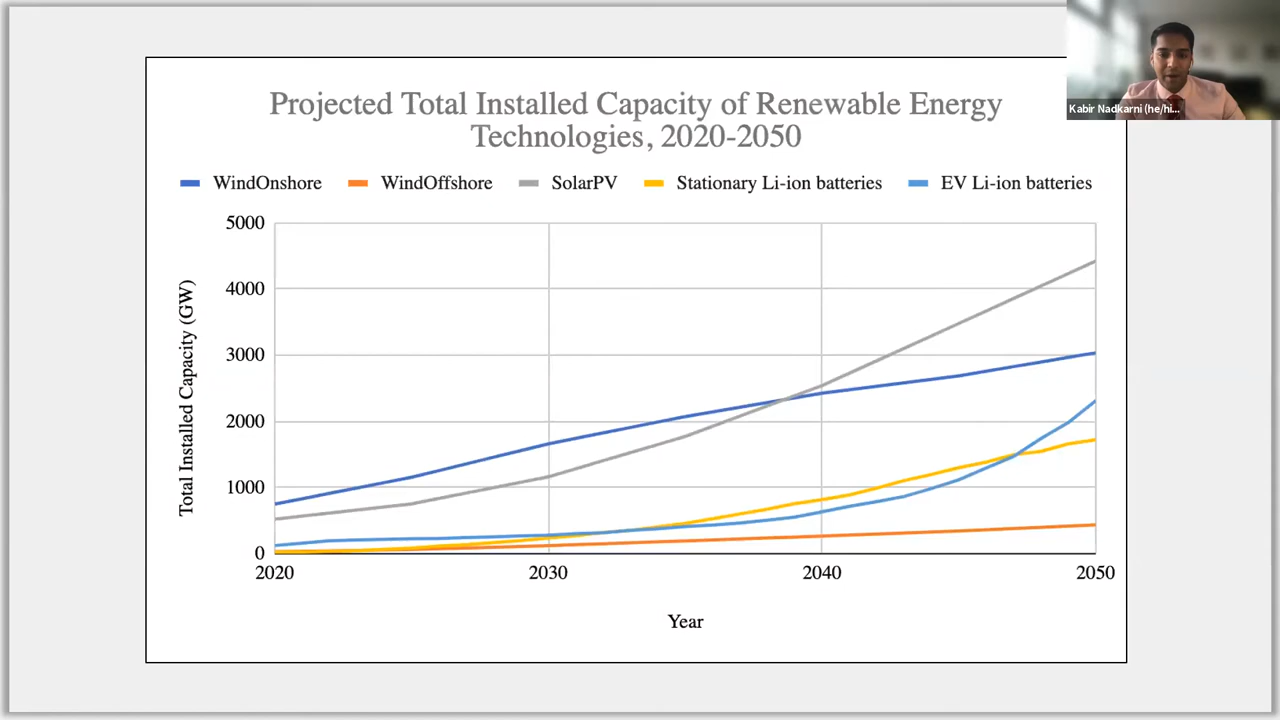 Kabir Nadkarni (he/hi...
Projected Total Installed Capacity of Renewable Energy
Technologies, 2020-2050
WindOnshore WindOffshore SolarPV Stationary Li-ion batteries EV Li-ion batteries
Total Installed Capacity (GW)
5000
4000
3000
2000
1000
0
2020 2030 2040 2050
Year